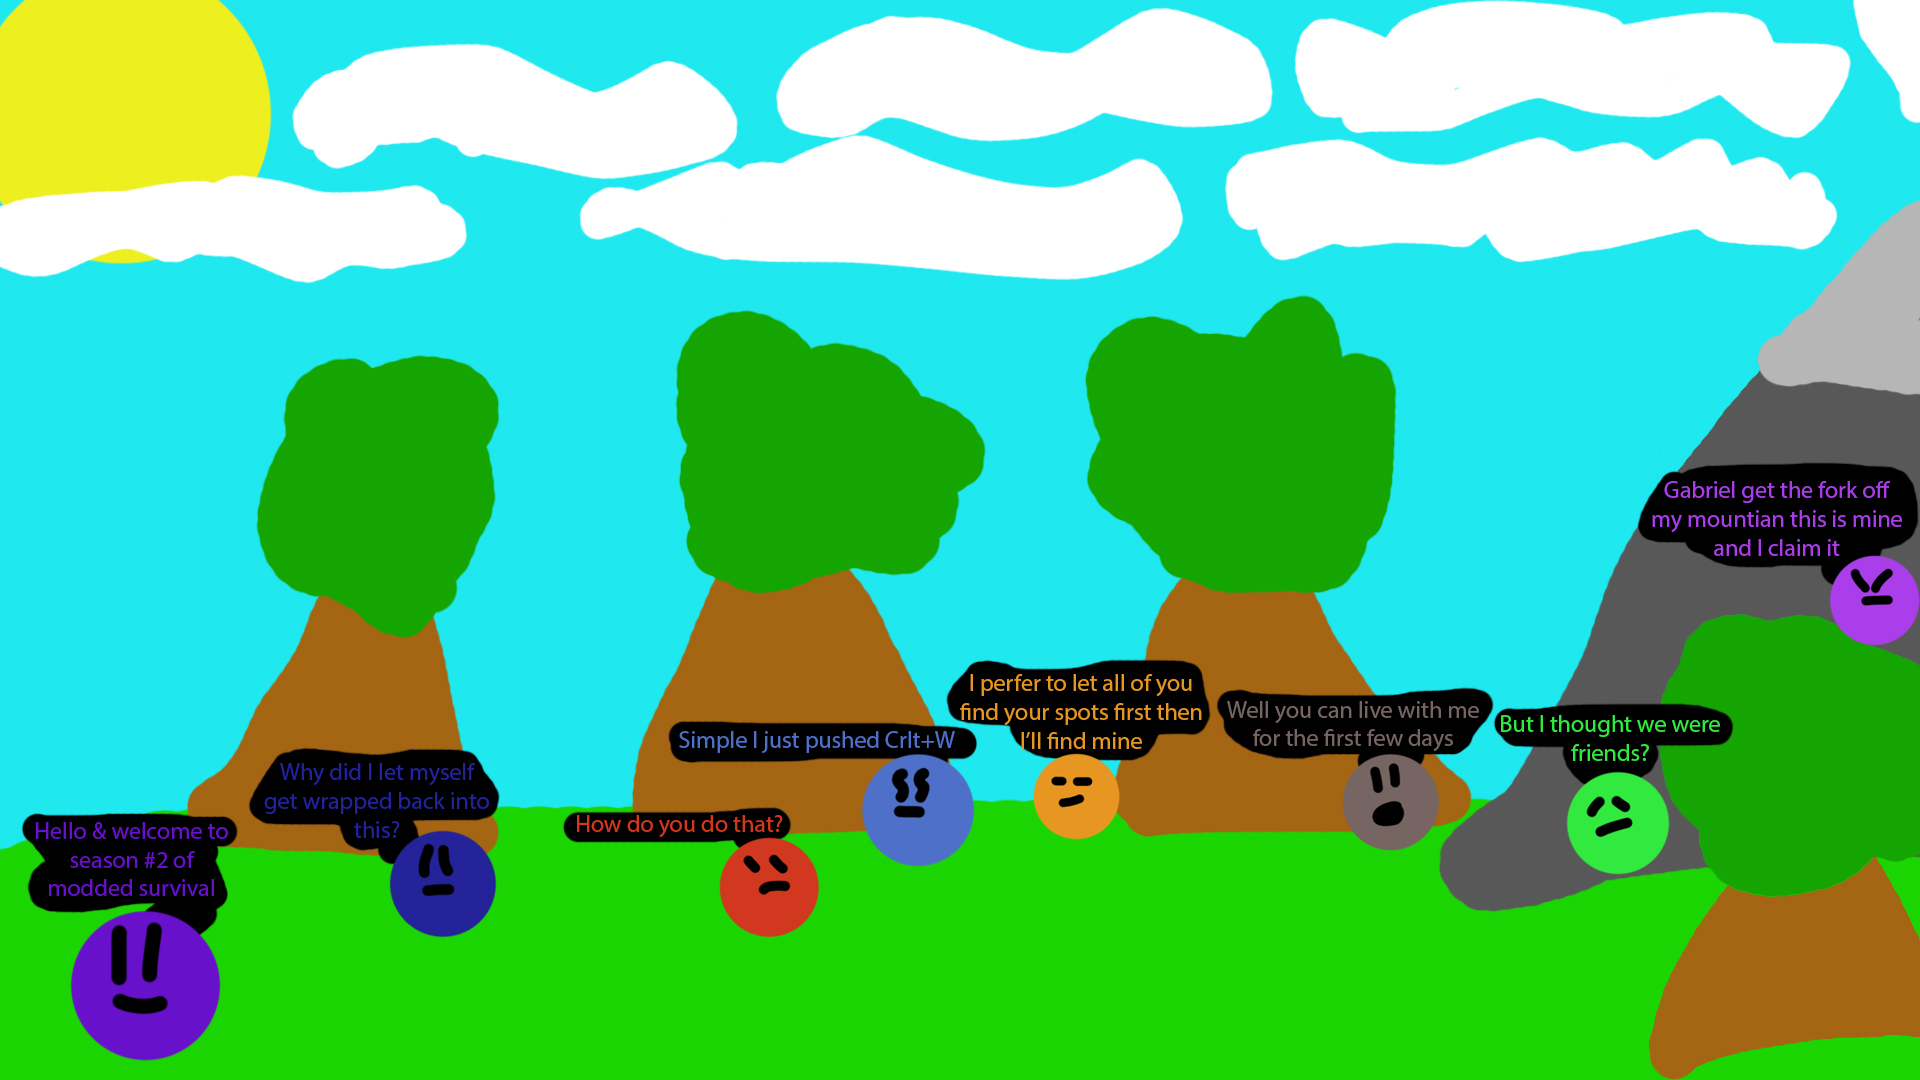 Hello & welcome to
season #2 of
modded survival
Why did I let myself
get wrapped back into
this?
How do you do that?
Simple I just pushed Crlt+W
I perfer to let all of you
find your spots first then
I'll find mine
Well you can live with me
for the first few days
But I thought we were
friends?
Gabriel get the fork off
my mountian this is mine
and I claim it